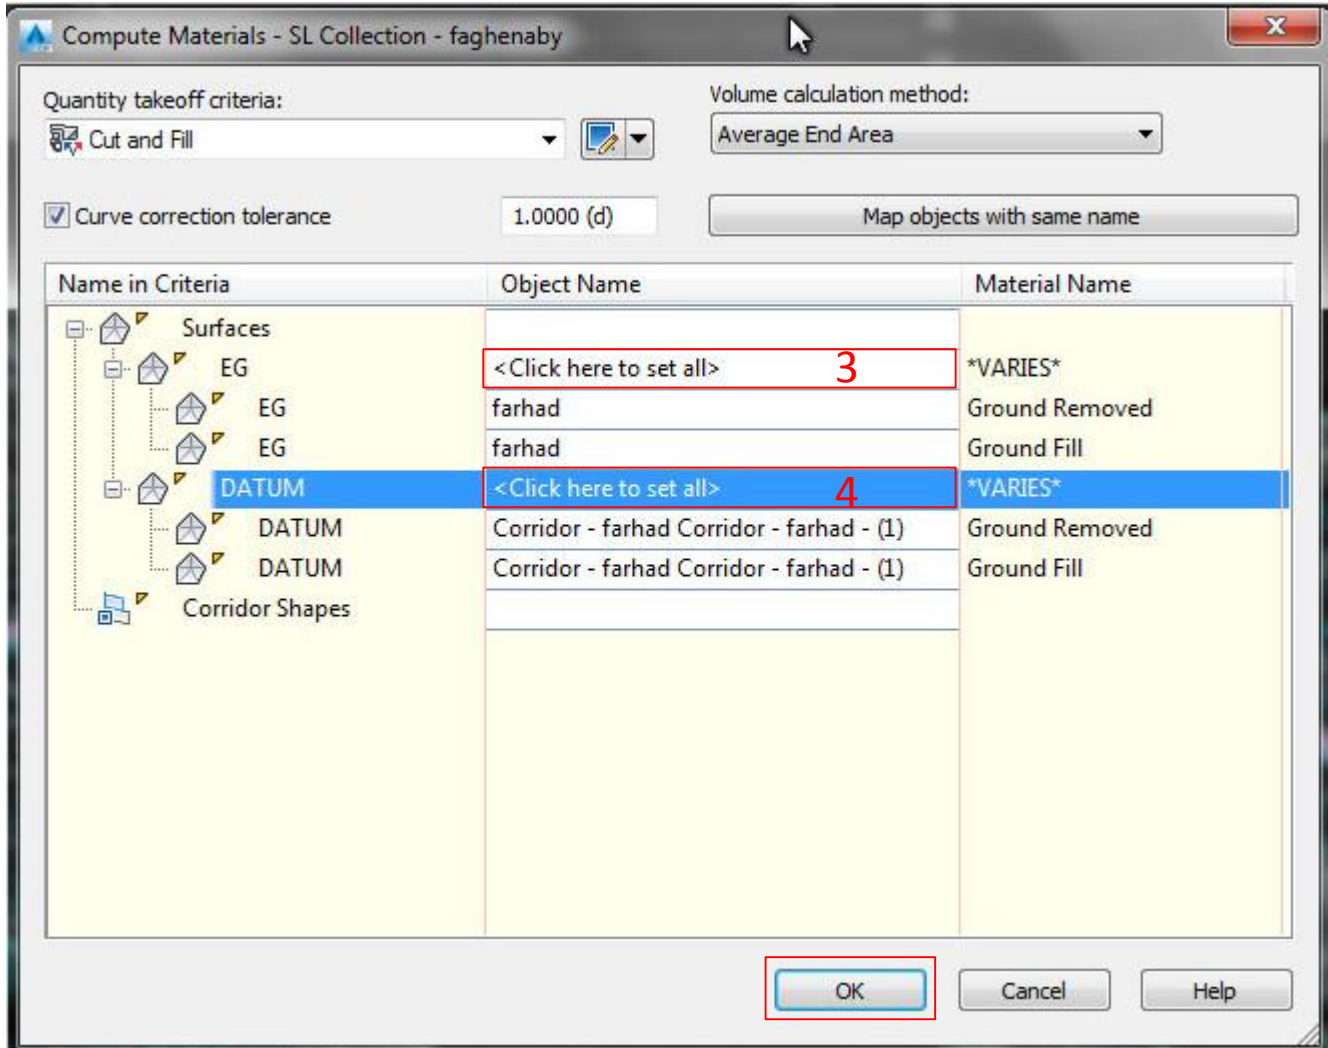 Compute Materials - SL Collection - faghenaby
Quantity takeoff criteria:
Volume calculation method:
Cut and Fill
Average End Area
Curve correction tolerance
1.0000 (d)
Map objects with same name
Name in Criteria Object Name Material Name
Surfaces
EG <Click here to set all> 3 *VARIES*
EG farhad Ground Removed
EG farhad Ground Fill
DATUM <Click here to set all> 4 *VARIES*
DATUM Corridor - farhad Corridor - farhad - (1) Ground Removed
DATUM Corridor - farhad Corridor - farhad - (1) Ground Fill
Corridor Shapes
OK Cancel Help